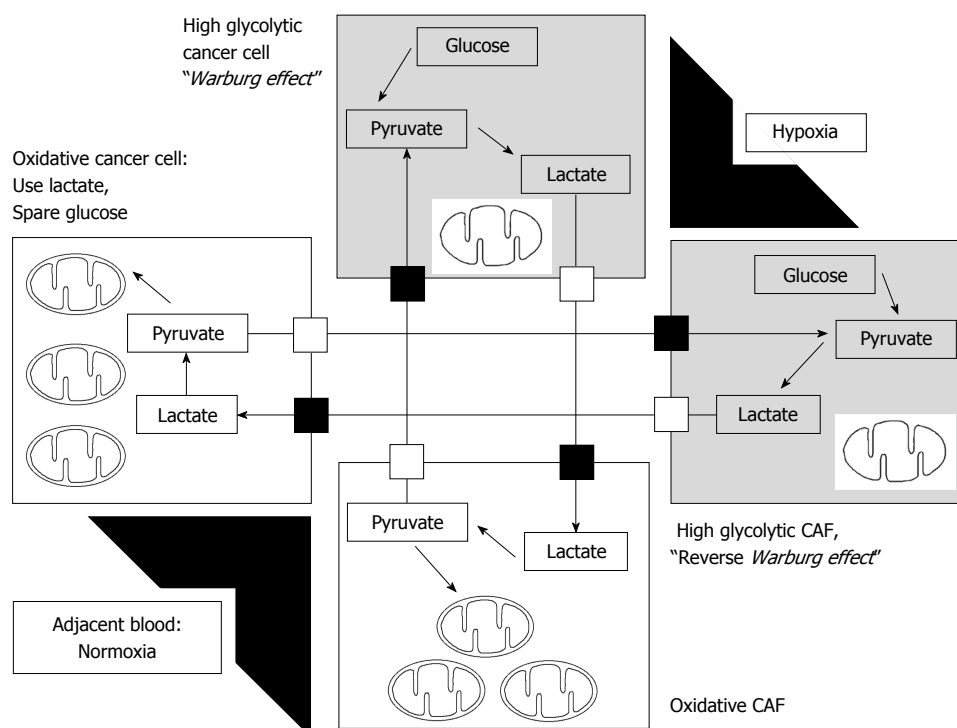 High glycolytic
cancer cell
“Warburg effect”
Glucose
Pyruvate
Lactate
Hypoxia
Oxidative cancer cell:
Use lactate,
Spare glucose
Pyruvate
Lactate
Glucose
Pyruvate
Lactate
High glycolytic CAF,
“Reverse Warburg effect”
Pyruvate
Lactate
Adjacent blood:
Normoxia
Oxidative CAF